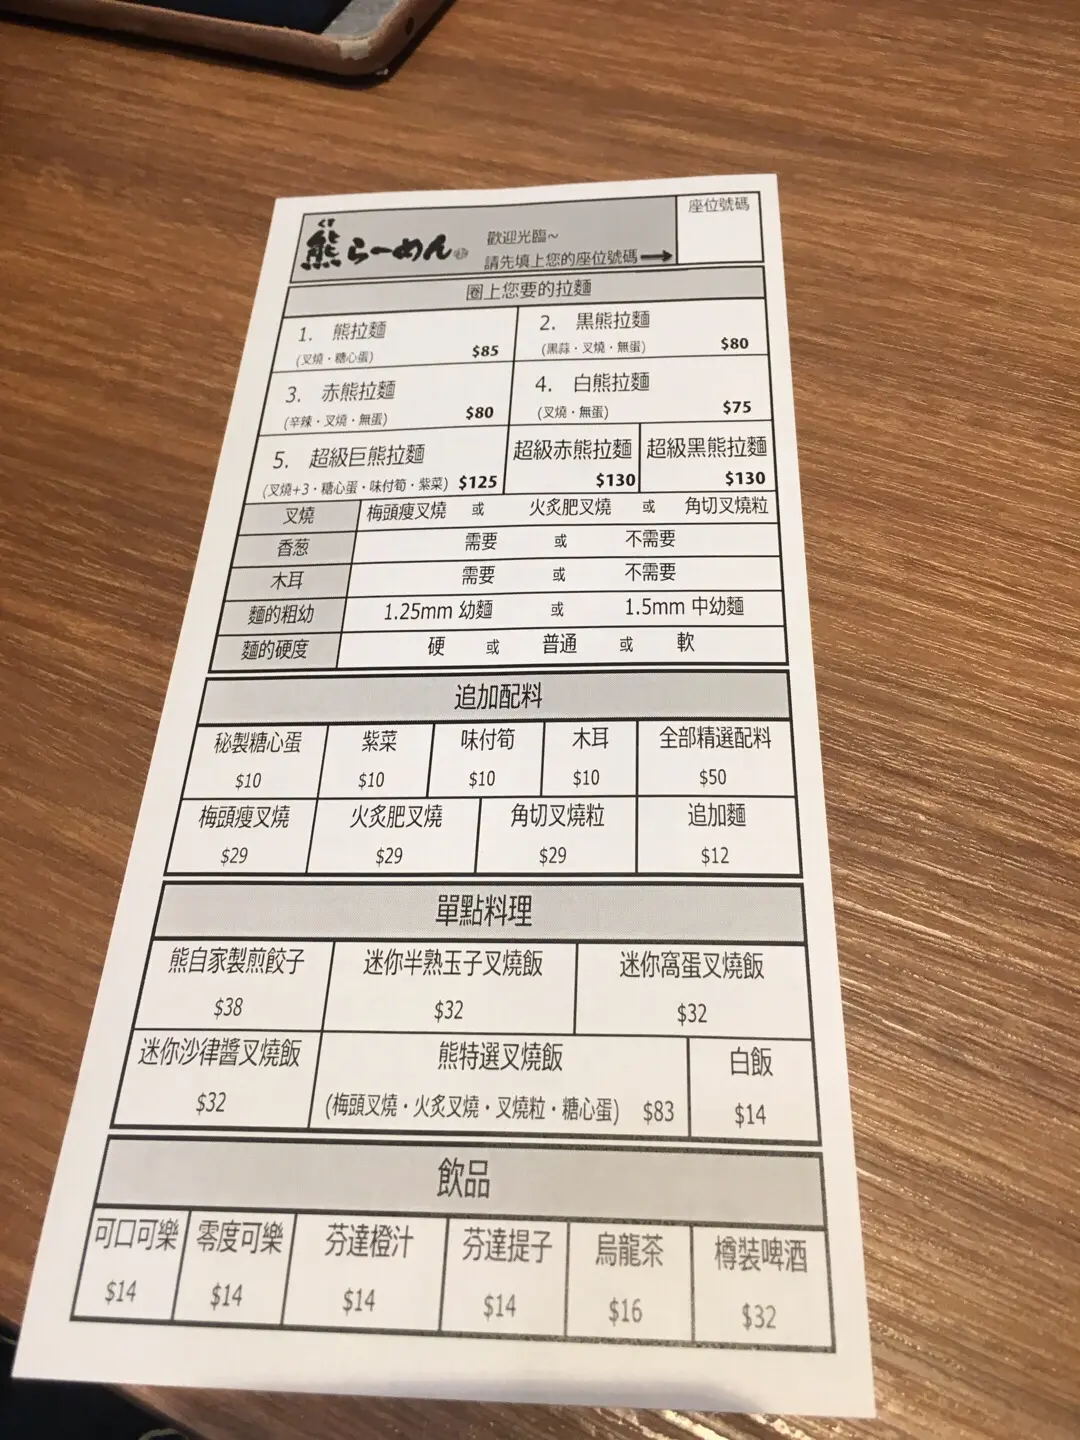 座位號碼
くま
熊らーめん
歡迎光臨~
請先填上您的座位號碼
圈上您要的拉麵
1. 熊拉麵
(叉燒・糖心蛋) $85
2. 黒熊拉麵
(黒蒜・叉燒・無蛋) $80
3. 赤熊拉麵
(辛辣・叉燒・無蛋) $80
4. 白熊拉麵
(叉燒・無蛋) $75
5. 超級巨熊拉麵
(叉燒+3・糖心蛋・味付筍・紫菜) $125
超級赤熊拉麵
$130
超級黒熊拉麵
$130
叉燒 梅頭瘦叉燒 或 火炙肥叉燒 或 角切叉燒粒
香葱 需要 或 不需要
木耳 需要 或 不需要
麵的粗幼 1.25mm 幼麵 或 1.5mm 中幼麵
麵的硬度 硬 或 普通 或 軟
追加配料
秘製糖心蛋 紫菜 味付筍 木耳 全部精選配料
$10 $10 $10 $10 $50
梅頭瘦叉燒 火炙肥叉燒 角切叉燒粒 追加麵
$29 $29 $29 $12
單點料理
熊自家製煎餃子 迷你半熟玉子叉燒飯 迷你窩蛋叉燒飯
$38 $32 $32
迷你沙律醬叉燒飯 熊特選叉燒飯 白飯
$32 (梅頭叉燒・火炙叉燒・叉燒粒・糖心蛋) $83 $14
飲品
可口可樂 零度可樂 芬達橙汁 芬達提子 烏龍茶 樽裝啤酒
$14 $14 $14 $14 $16 $32